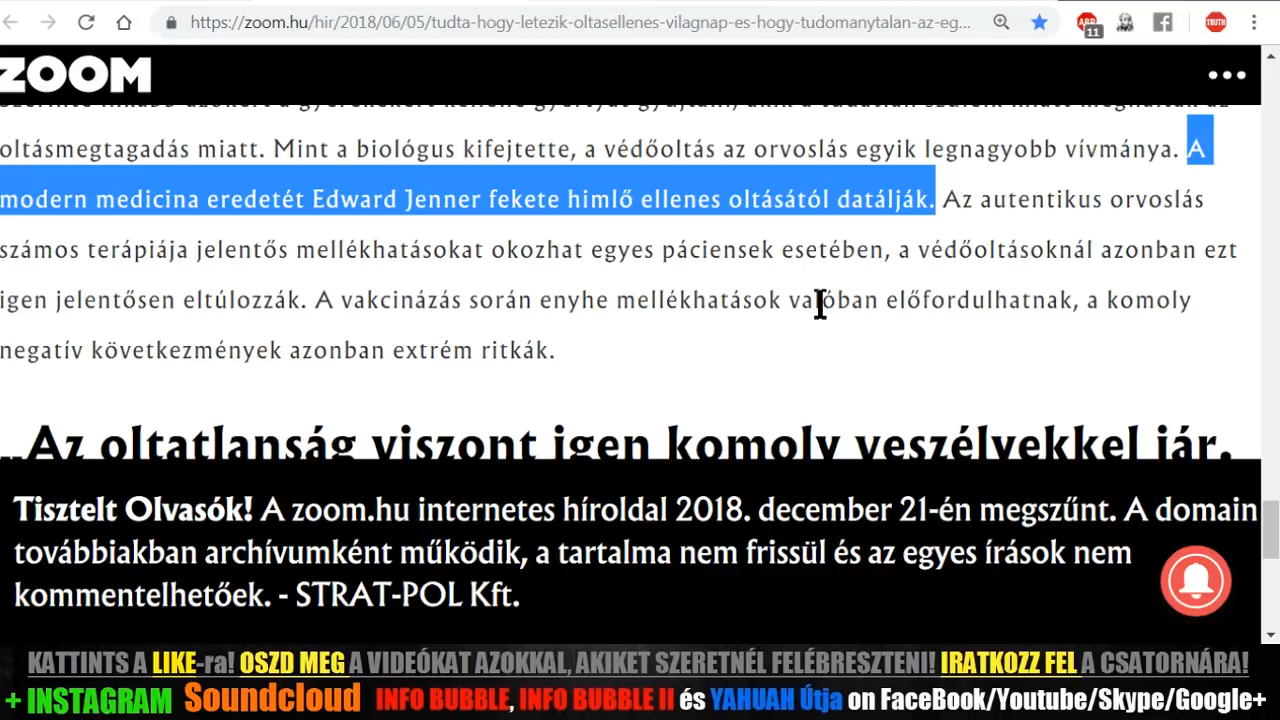 https://zoom.hu/hir/2018/06/05/tudta-hogy-letezik-oltasellenes-vilagnap-es-hogy-tudomanytalan-az-eg...
ABP
11
TRUTH
ZOOM
oltásmegtagadás miatt. Mint a biológus kifejtette, a védőoltás az orvoslás egyik legnagyobb vívmánya. A
modern medicina eredetét Edward Jenner fekete himlő ellenes oltásától datálják. Az autentikus orvoslás
számos terápiája jelentős mellékhatásokat okozhat egyes páciensek esetében, a védőoltásoknál azonban ezt
igen jelentősen eltúlozzák. A vakcinázás során enyhe mellékhatások valóban előfordulhatnak, a komoly
negatív következmények azonban extrém ritkák.
„Az oltatlanság viszont igen komoly veszélyekkel jár.
Tisztelt Olvasók! A zoom.hu internetes híroldal 2018. december 21-én megszűnt. A domain
továbbiakban archívumként működik, a tartalma nem frissül és az egyes írások nem
kommentelhetőek. - STRAT-POL Kft.
KATTINTS A LIKE-ra! OSZD MEG A VIDEÓKAT AZOKKAL, AKIKET SZERETNÉL FELÉBRESZTENI! IRATKOZZ FEL A CSATORNÁRA!
+ INSTAGRAM Soundcloud INFO BUBBLE, INFO BUBBLE II és YAHUAH Útja on FaceBook/Youtube/Skype/Google+